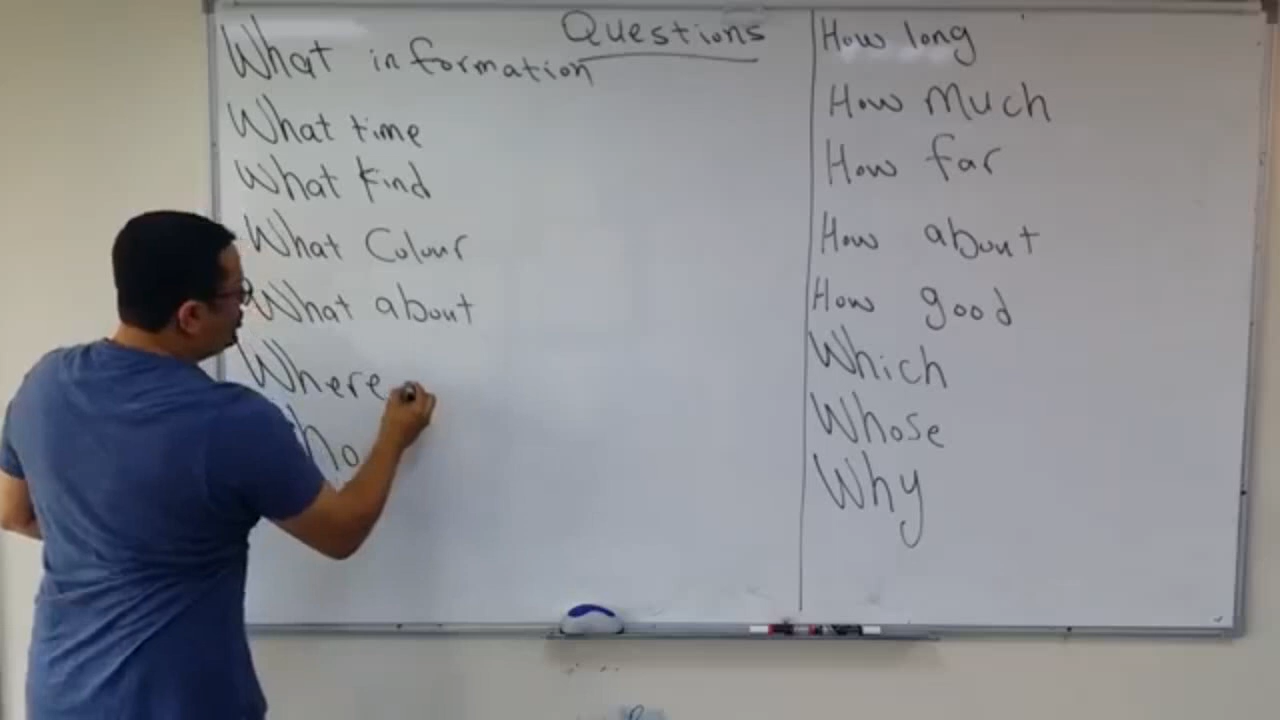 Questions
What information
What time
What kind
What Colour
What about
Where
ho
How long
How Much
How far
How about
How good
Which
Whose
Why